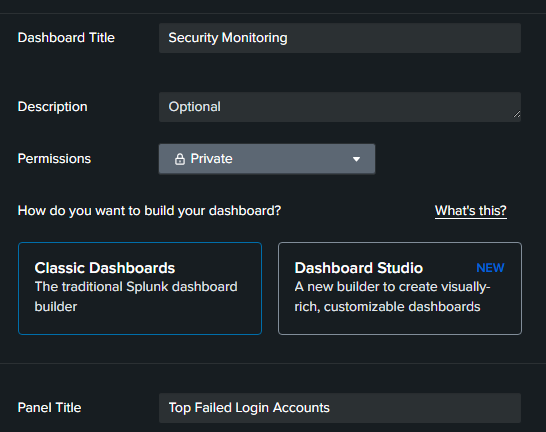 Dashboard Title Security Monitoring
Description Optional
Permissions Private
How do you want to build your dashboard? What's this?
Classic Dashboards
The traditional Splunk dashboard
builder
Dashboard Studio NEW
A new builder to create visually-
rich, customizable dashboards
Panel Title Top Failed Login Accounts